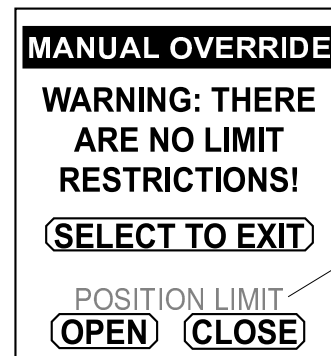 MANUAL OVERRIDE
WARNING: THERE
ARE NO LIMIT
RESTRICTIONS!
SELECT TO EXIT
POSITION LIMIT
OPEN CLOSE